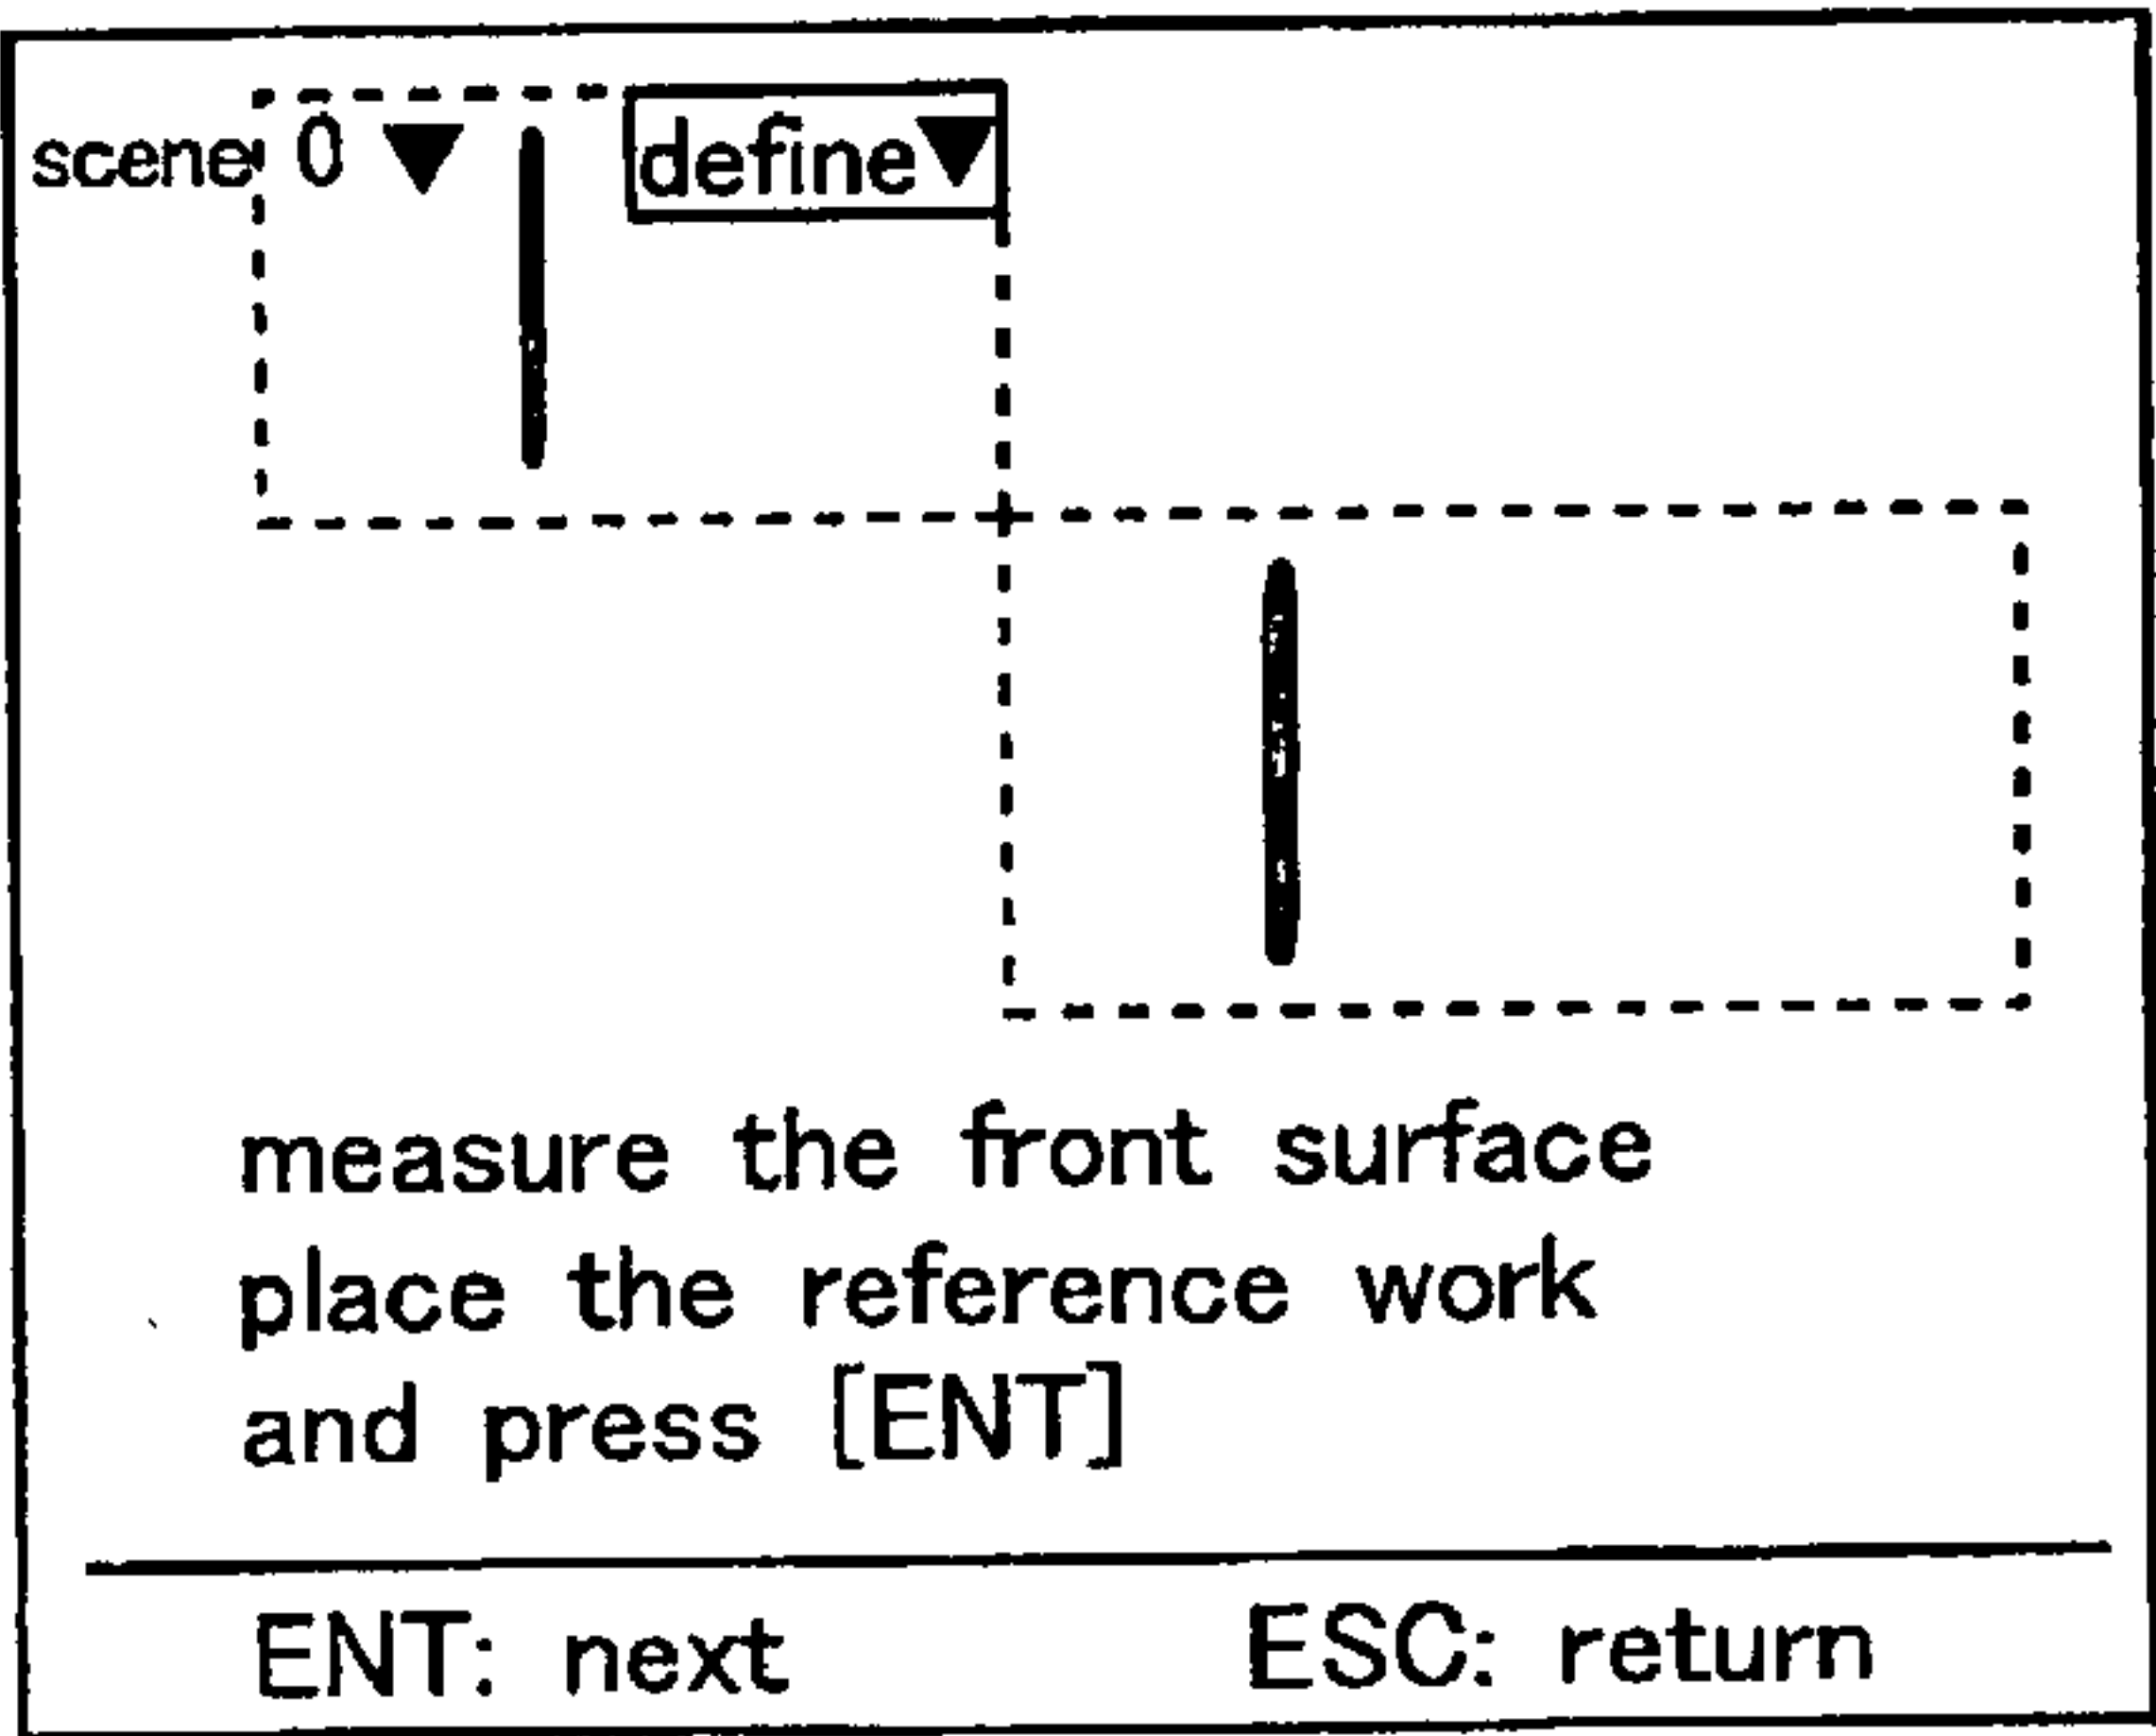 scene 0 ▼ define▼
measure the front surface
place the reference work
and press [ENT]
ENT: next ESC: return